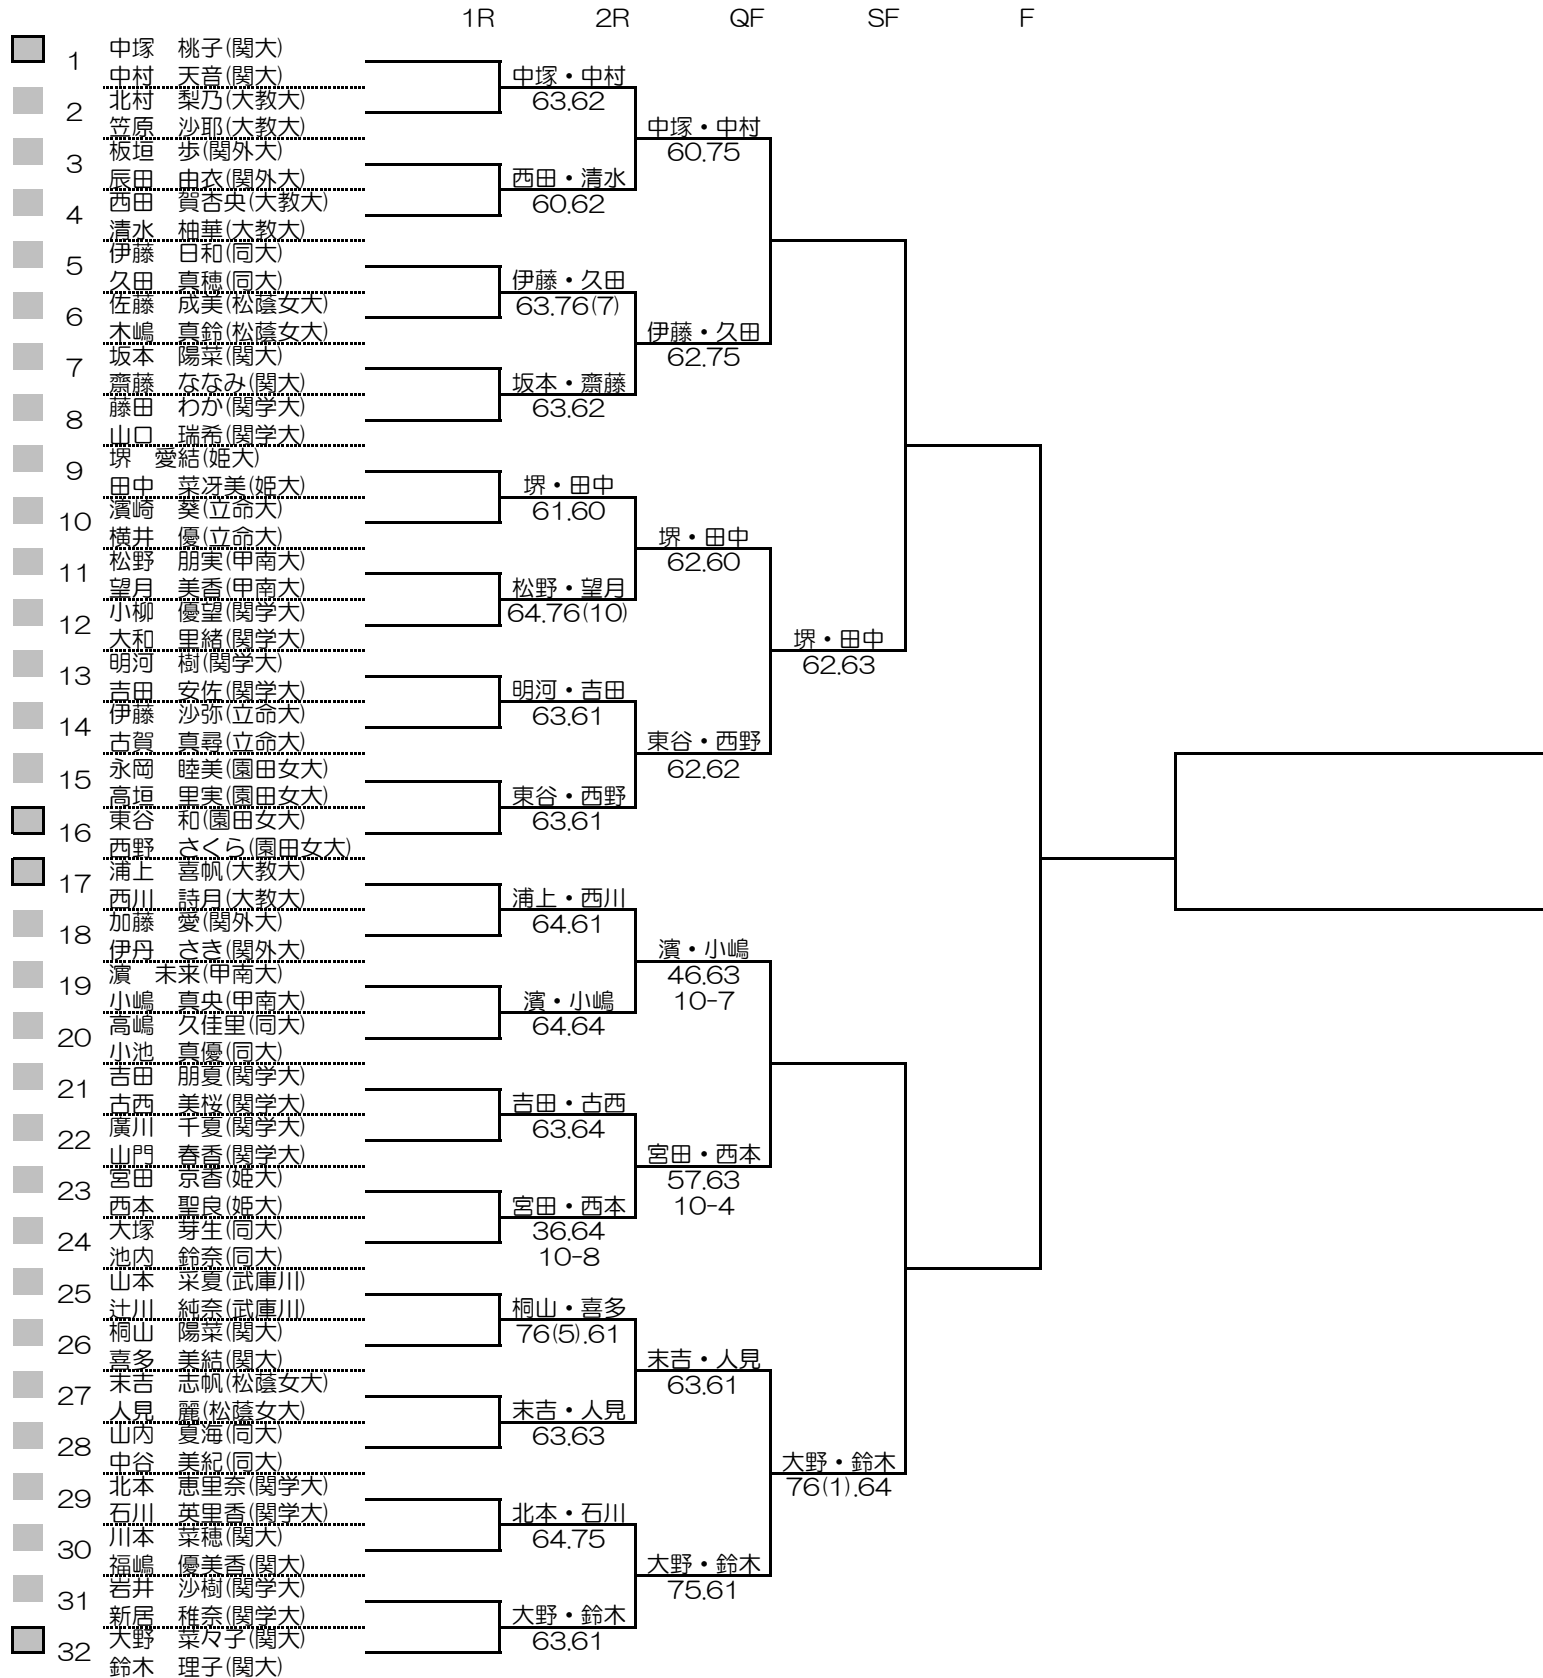 1R 2R QF SF F
1 中塚 桃子(関大)
中村 天音(関大) 中塚・中村
2 北村 梨乃(大教大) 63.62
笠原 沙耶(大教大) 中塚・中村
3 板垣 歩(関外大) 60.75
辰田 由衣(関外大) 西田・清水
4 西田 賀杏央(大教大) 60.62
清水 柚華(大教大)
5 伊藤 日和(同大)
久田 真穂(同大) 伊藤・久田
6 佐藤 成美(松蔭女大) 63.76(7)
木嶋 真鈴(松蔭女大) 伊藤・久田
7 坂本 陽菜(関大) 62.75
齋藤 ななみ(関大) 坂本・齋藤
8 藤田 わか(関学大) 63.62
山口 瑞希(関学大)
9 堺 愛結(姫大)
田中 菜冴美(姫大) 堺・田中
10 濱崎 葵(立命大) 61.60
横井 優(立命大) 堺・田中
11 松野 朋実(甲南大) 62.60
望月 美香(甲南大) 松野・望月
12 小柳 優望(関学大) 64.76(10)
大和 里緒(関学大) 堺・田中
13 明河 樹(関学大) 62.63
吉田 安佐(関学大) 明河・吉田
14 伊藤 沙弥(立命大) 63.61
古賀 真尋(立命大) 東谷・西野
15 永岡 睦美(園田女大) 62.62
高垣 里実(園田女大) 東谷・西野
16 東谷 和(園田女大) 63.61
西野 さくら(園田女大)
17 浦上 喜帆(大教大)
西川 詩月(大教大) 浦上・西川
18 加藤 愛(関外大) 64.61
伊丹 さき(関外大) 濱・小嶋
19 濵 未来(甲南大) 46.63
小嶋 真央(甲南大) 濱・小嶋 10-7
20 高嶋 久佳里(同大) 64.64
小池 真優(同大)
21 吉田 朋夏(関学大)
古西 美桜(関学大) 吉田・古西
22 廣川 千夏(関学大) 63.64
山門 春香(関学大) 宮田・西本
23 宮田 京香(姫大) 57.63
西本 聖良(姫大) 宮田・西本 10-4
24 大塚 芽生(同大) 36.64
池内 鈴奈(同大) 10-8
25 山本 采夏(武庫川)
辻川 純奈(武庫川) 桐山・喜多
26 桐山 陽菜(関大) 76(5).61
喜多 美結(関大) 末吉・人見
27 末吉 志帆(松蔭女大) 63.61
人見 麗(松蔭女大) 末吉・人見
28 山内 夏海(同大) 63.63
中谷 美紀(同大) 大野・鈴木
29 北本 恵里奈(関学大) 76(1).64
石川 英里香(関学大) 北本・石川
30 川本 菜穂(関大) 64.75
福嶋 優美香(関大) 大野・鈴木
31 岩井 沙樹(関学大) 75.61
新居 稚奈(関学大) 大野・鈴木
32 大野 菜々子(関大) 63.61
鈴木 理子(関大)